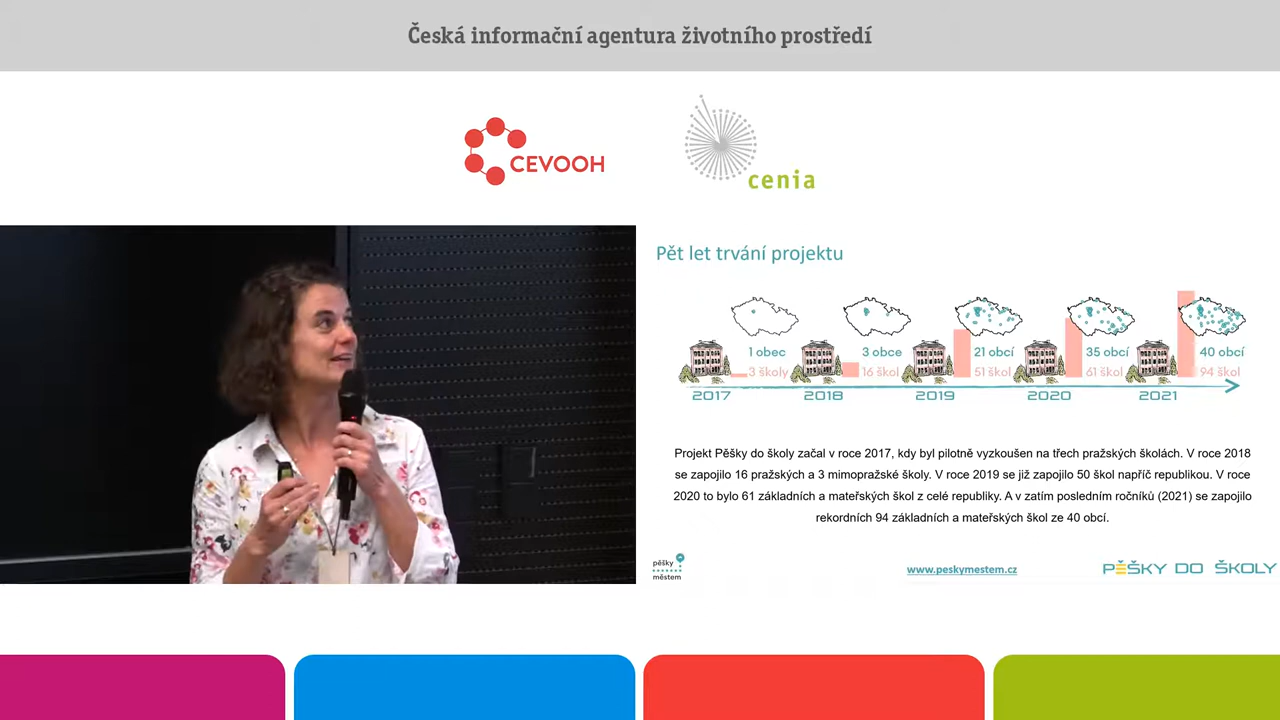 Česká informační agentura životního prostředí
CEVOOH
cenia
Pět let trvání projektu
1 obec
3 obce
21 obcí
35 obcí
40 obcí
3 školy
16 škol
51 škol
61 škol
94 škol
2017
2018
2019
2020
2021
Projekt Pěšky do školy začal v roce 2017, kdy byl pilotně vyzkoušen na třech pražských školách. V roce 2018
se zapojilo 16 pražských a 3 mimopražské školy. V roce 2019 se již zapojilo 50 škol napříč republikou. V roce
2020 to bylo 61 základních a mateřských škol z celé republiky. A v zatím posledním ročníků (2021) se zapojilo
rekordních 94 základních a mateřských škol ze 40 obcí.
pěšky
městem
www.peskymestem.cz
PĚŠKY DO ŠKOLY